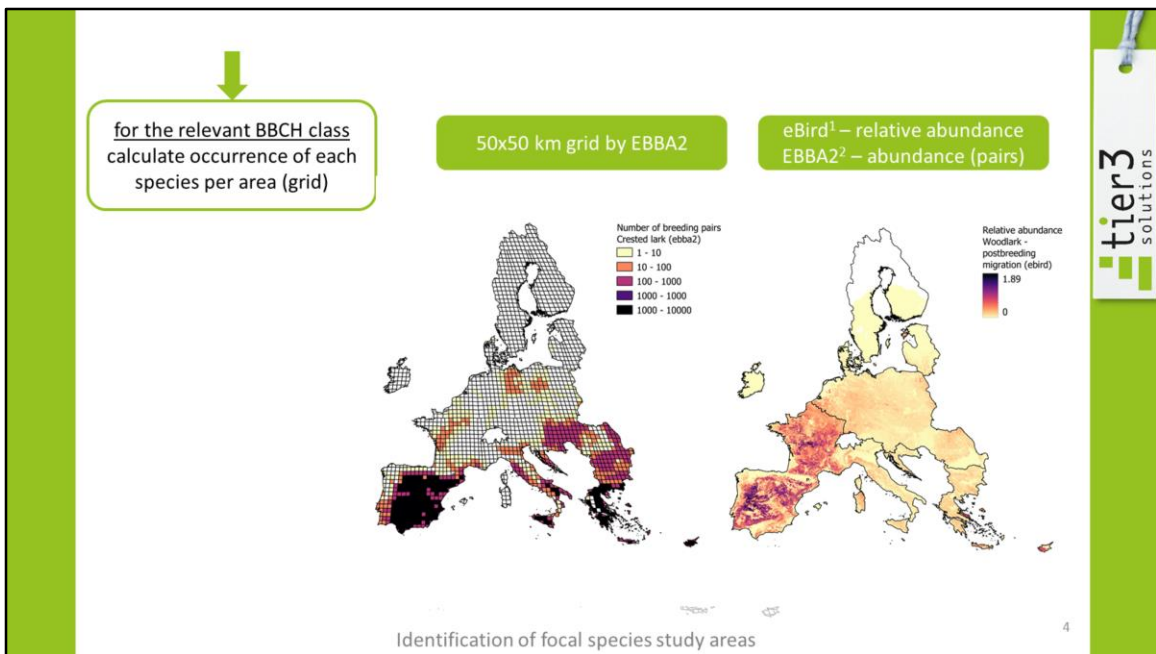 for the relevant BBCH class
calculate occurrence of each
species per area (grid)
50x50 km grid by EBBA2
eBird¹ – relative abundance
EBBA2² – abundance (pairs)
tier3
solutions
Number of breeding pairs
Crested lark (ebba2)
1 - 10
10 - 100
100 - 1000
1000 - 1000
1000 - 10000
Relative abundance
Woodlark -
postbreeding
migration (ebird)
1.89
0
Identification of focal species study areas
4